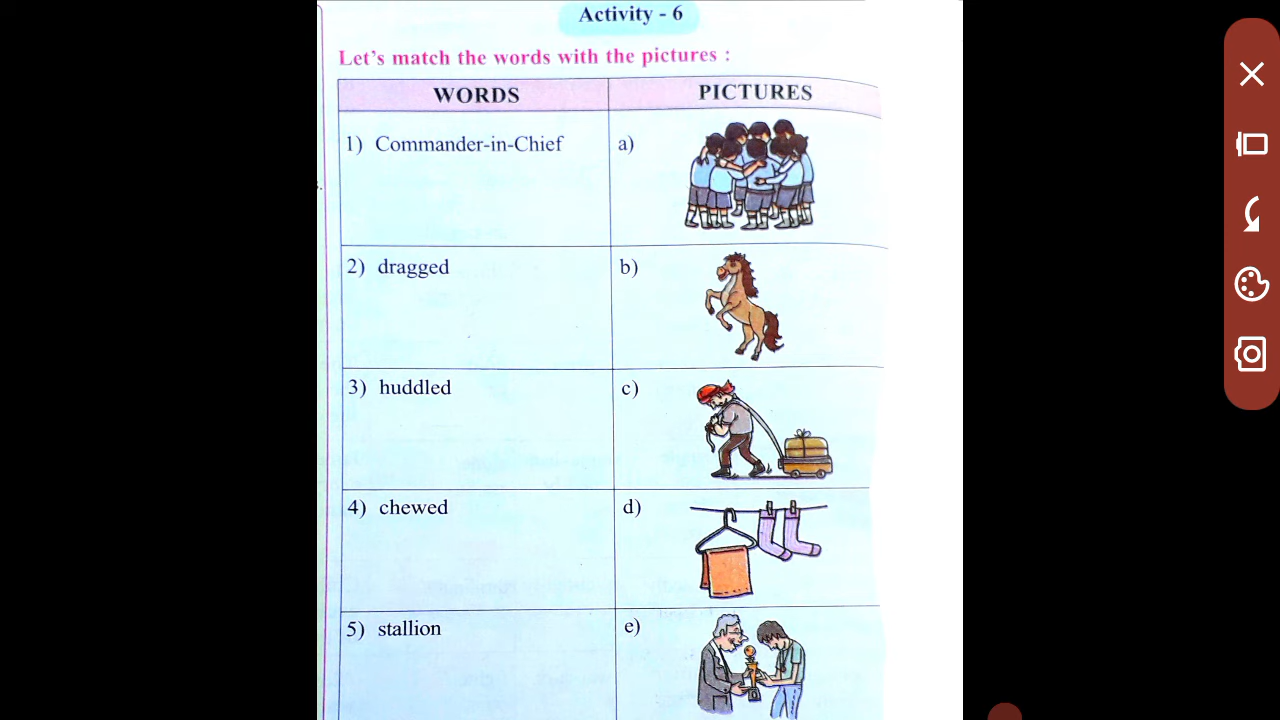 Activity - 6
Let's match the words with the pictures :
WORDS PICTURES
1) Commander-in-Chief a)
2) dragged b)
3) huddled c)
4) chewed d)
5) stallion e)